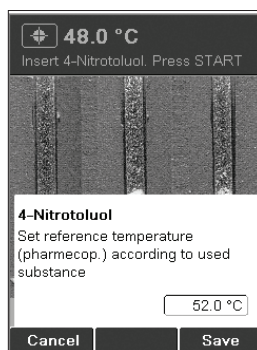 48.0 °C
Insert 4-Nitrotoluol. Press START
4-Nitrotoluol
Set reference temperature
(pharmecop.) according to used
substance
52.0 °C
Cancel Save